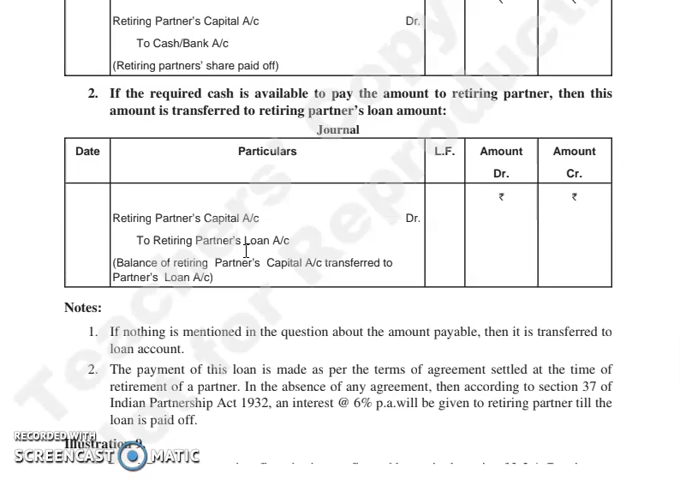 Retiring Partner's Capital A/c Dr.
To Cash/Bank A/c
(Retiring partners' share paid off)
2. If the required cash is available to pay the amount to retiring partner, then this
amount is transferred to retiring partner's loan amount:
Journal
Date Particulars L.F. Amount Dr. Amount Cr.
₹ ₹
Retiring Partner's Capital A/c Dr.
To Retiring Partner's Loan A/c
(Balance of retiring Partner's Capital A/c transferred to
Partner's Loan A/c)
Notes:
1. If nothing is mentioned in the question about the amount payable, then it is transferred to
loan account.
2. The payment of this loan is made as per the terms of agreement settled at the time of
retirement of a partner. In the absence of any agreement, then according to section 37 of
Indian Partnership Act 1932, an interest @ 6% p.a.will be given to retiring partner till the
loan is paid off.
Illustration 9.
RECORDED WITH
SCREENCAST MATIC
Teachers Copy
for Reproduct